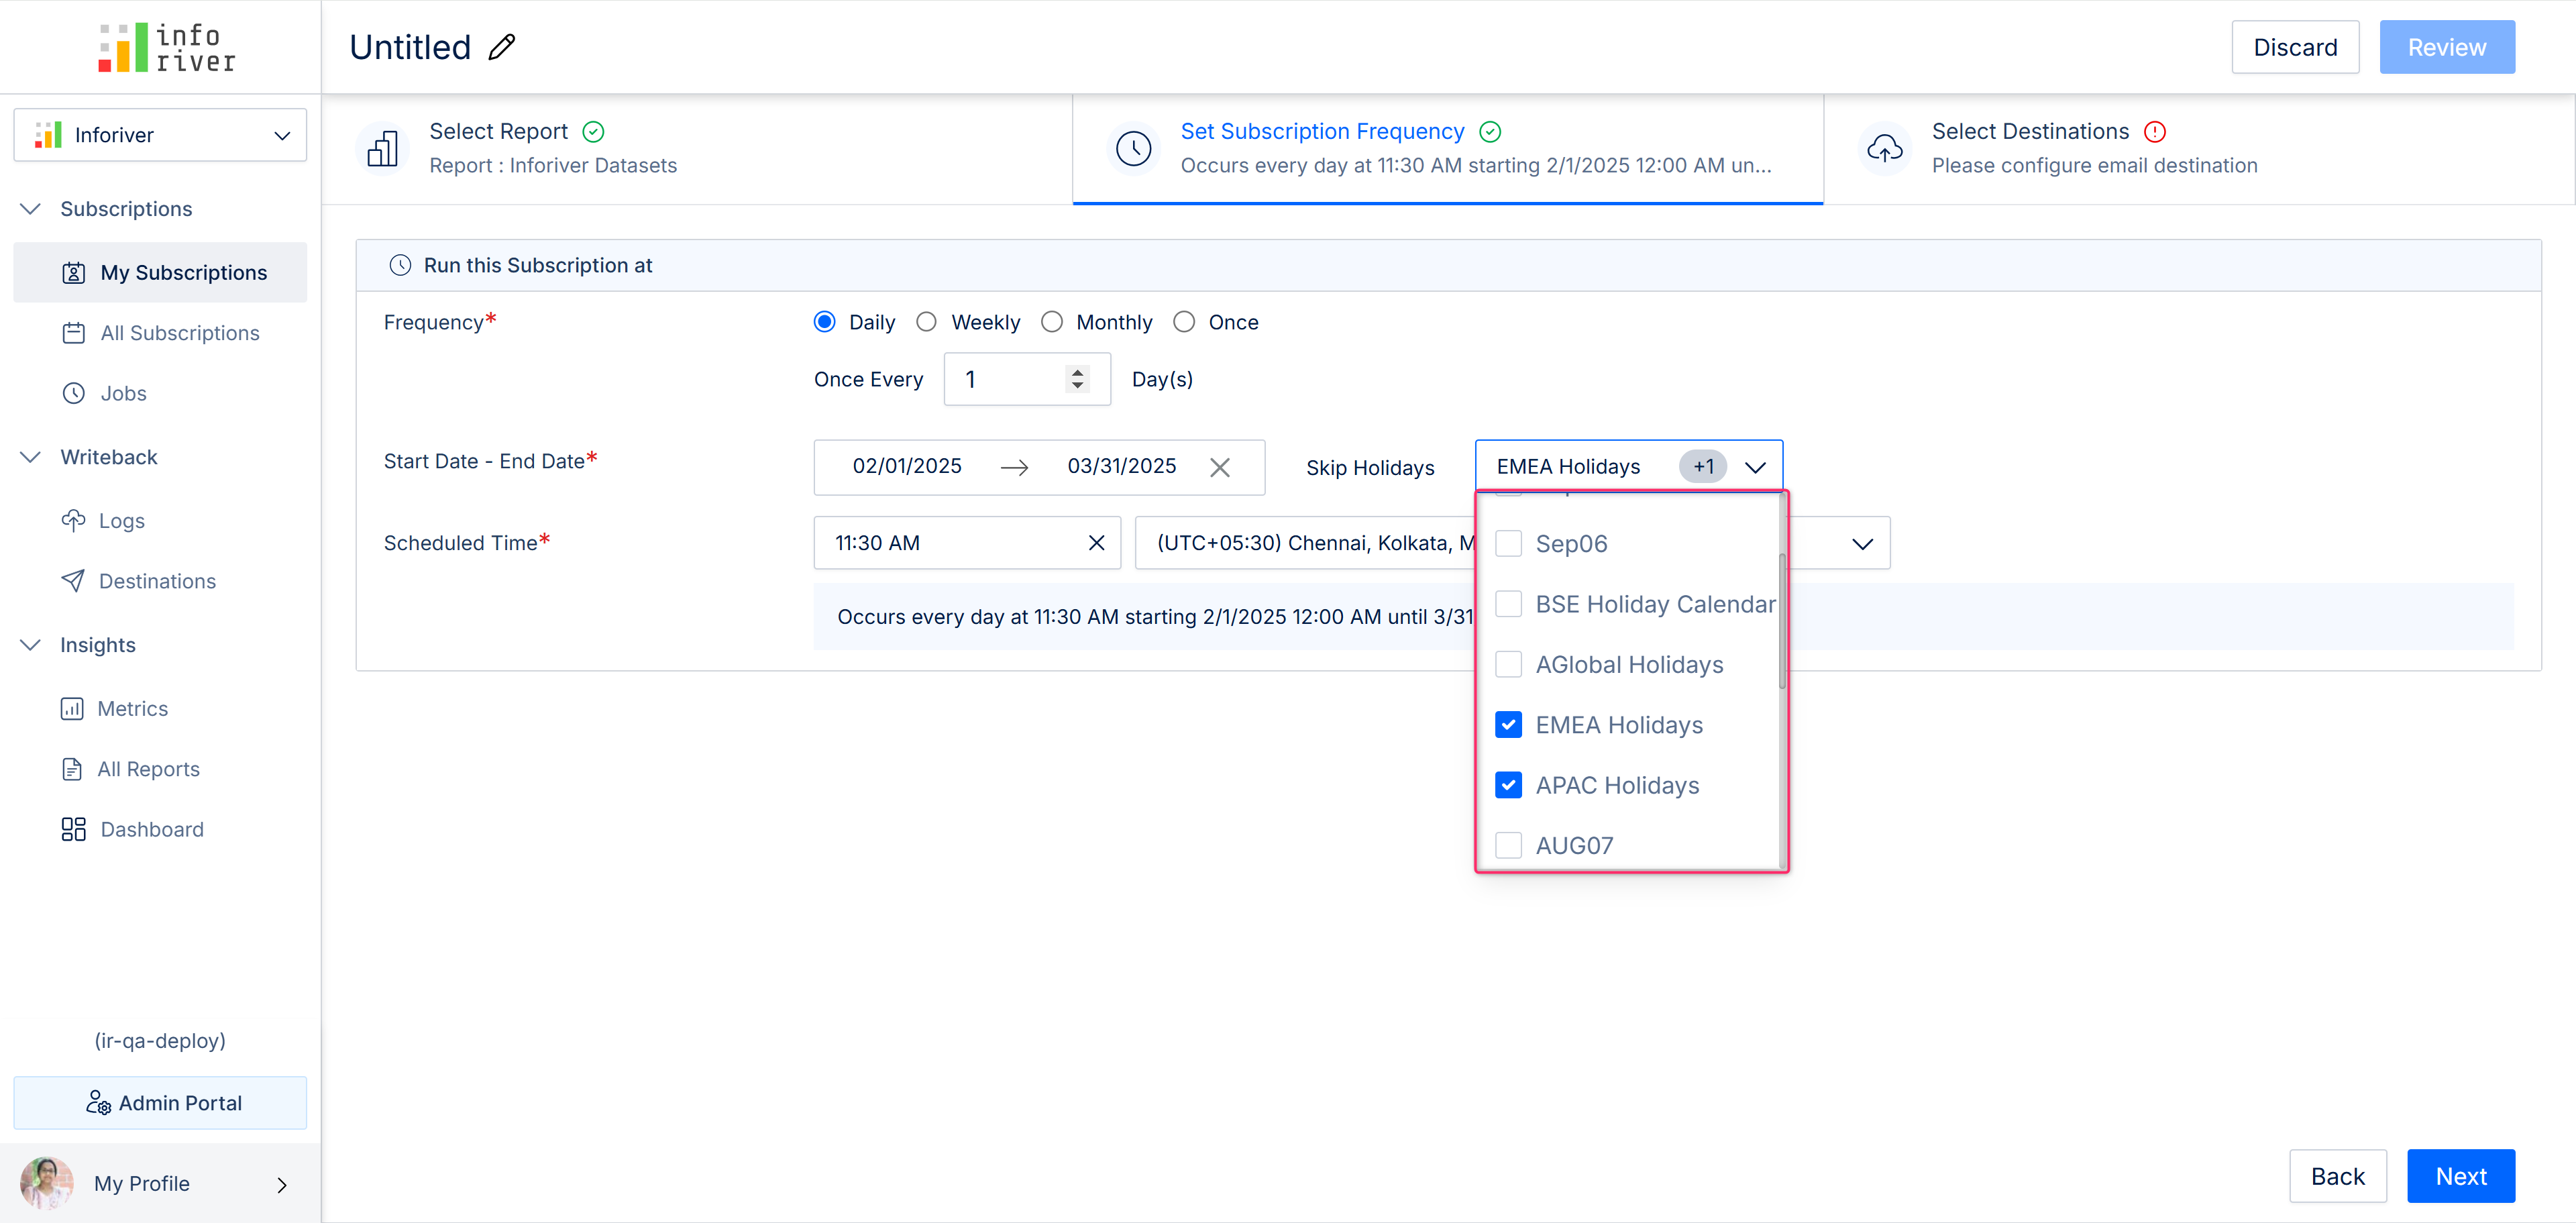 info
river
Untitled
Discard
Review
Inforiver
Select Report
Report : Inforiver Datasets
Set Subscription Frequency
Occurs every day at 11:30 AM starting 2/1/2025 12:00 AM un...
Select Destinations
Please configure email destination
Subscriptions
My Subscriptions
All Subscriptions
Jobs
Writeback
Logs
Destinations
Insights
Metrics
All Reports
Dashboard
(ir-qa-deploy)
Admin Portal
My Profile
Run this Subscription at
Frequency*
Daily
Weekly
Monthly
Once
Once Every
1
Day(s)
Start Date - End Date*
02/01/2025
03/31/2025
Skip Holidays
EMEA Holidays
+1
Scheduled Time*
11:30 AM
(UTC+05:30) Chennai, Kolkata, M
Occurs every day at 11:30 AM starting 2/1/2025 12:00 AM until 3/31
Sep06
BSE Holiday Calendar
AGlobal Holidays
EMEA Holidays
APAC Holidays
AUG07
Back
Next